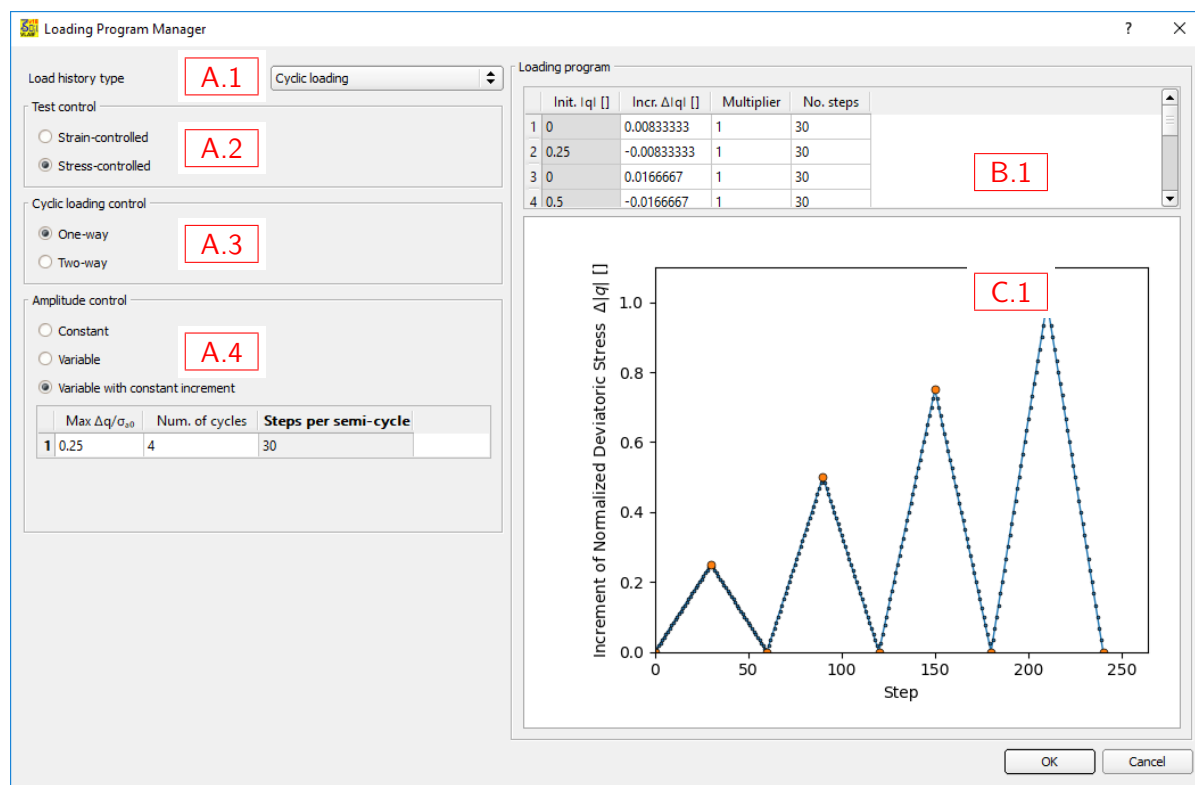 Loading Program Manager
?
Load history type
A.1
Cyclic loading
Test control
Strain-controlled
A.2
Stress-controlled
Cyclic loading control
One-way
A.3
Two-way
Amplitude control
Constant
Variable
A.4
Variable with constant increment
Max Δq/σa0 Num. of cycles Steps per semi-cycle
1 0.25 4 30
Loading program
Init. |q| [] Incr. Δ|q| [] Multiplier No. steps
1 0 0.00833333 1 30
2 0.25 -0.00833333 1 30
3 0 0.0166667 1 30
4 0.5 -0.0166667 1 30
B.1
C.1
Increment of Normalized Deviatoric Stress Δ|q| []
1.0
0.8
0.6
0.4
0.2
0.0
0 50 100 150 200 250
Step
OK Cancel